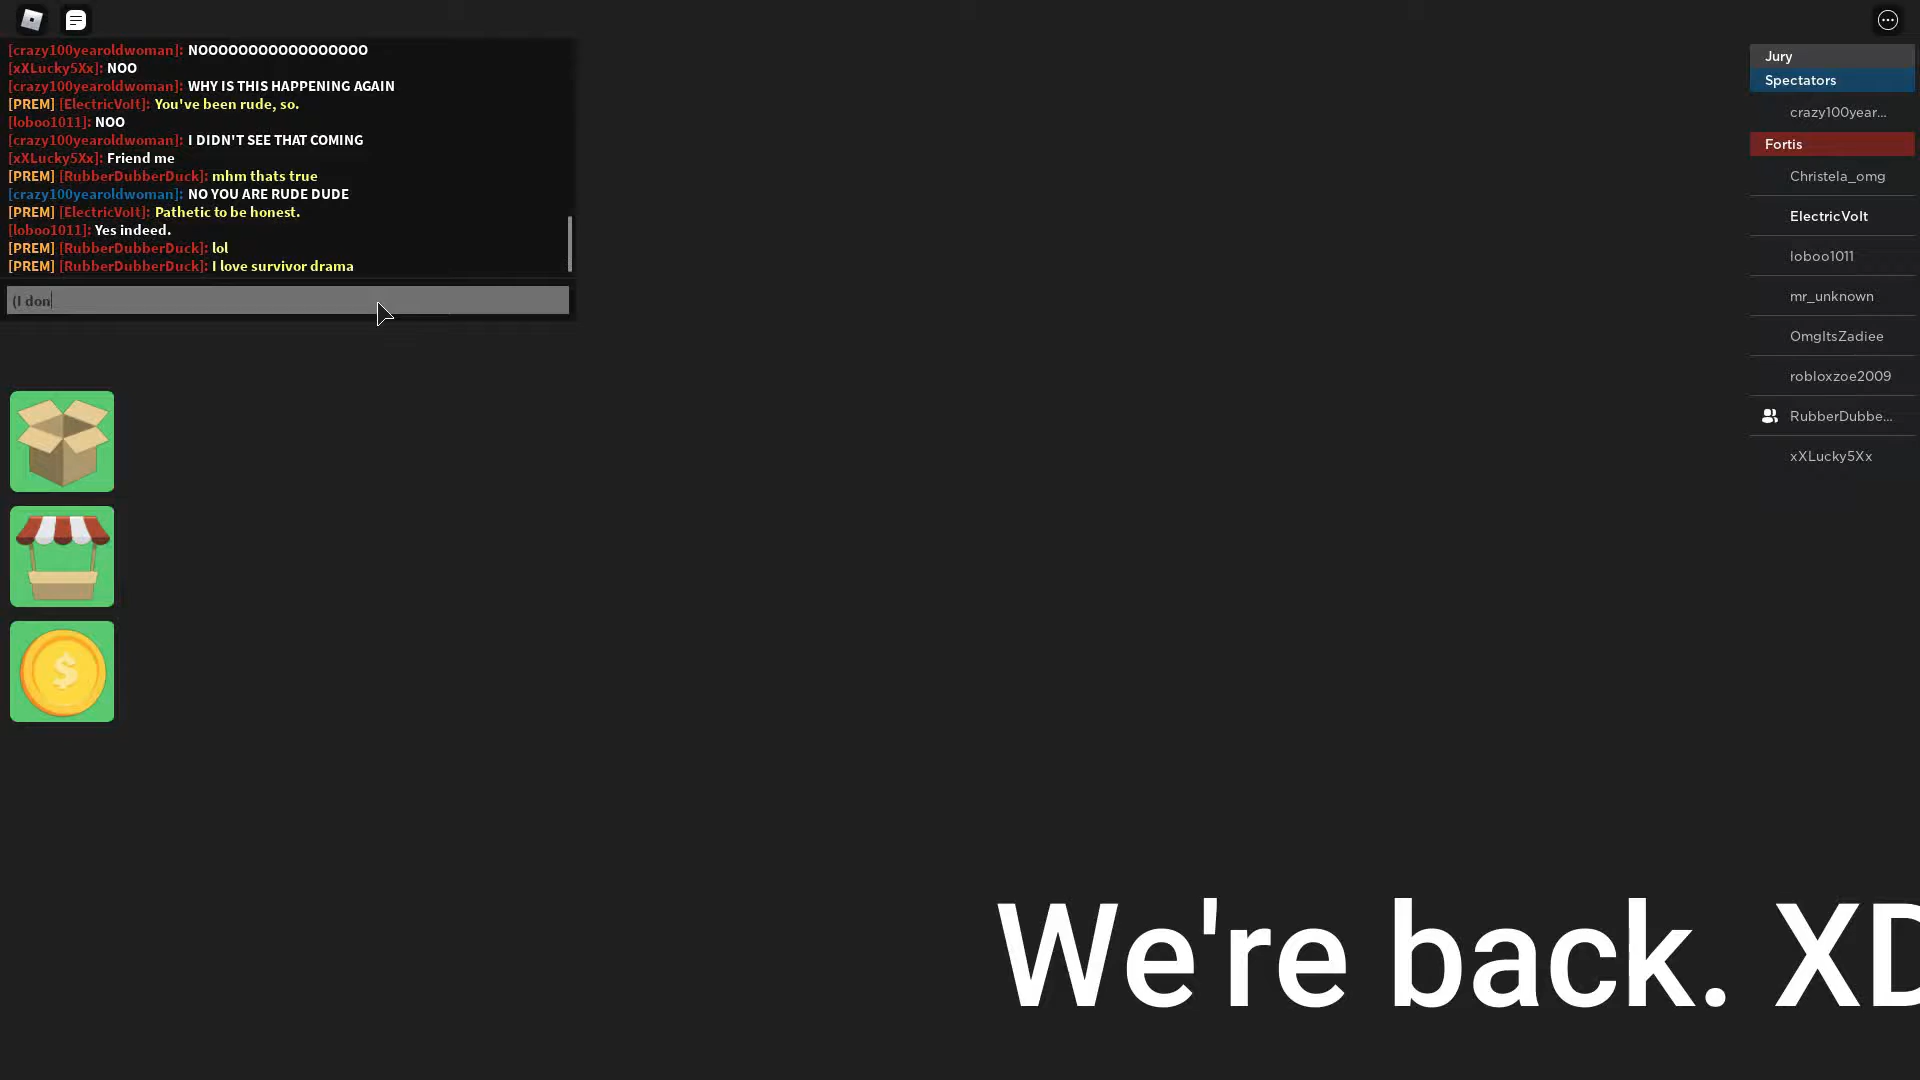 [crazy100yearoldwoman]: NOOOOOOOOOOOOOOOOO
[xXLucky5Xx]: NOO
[crazy100yearoldwoman]: WHY IS THIS HAPPENING AGAIN
[PREM] [ElectricVolt]: You've been rude, so.
[loboo1011]: NOO
[crazy100yearoldwoman]: I DIDN'T SEE THAT COMING
[xXLucky5Xx]: Friend me
[PREM] [RubberDubberDuck]: mhm thats true
[crazy100yearoldwoman]: NO YOU ARE RUDE DUDE
[PREM] [ElectricVolt]: Pathetic to be honest.
[loboo1011]: Yes indeed.
[PREM] [RubberDubberDuck]: lol
[PREM] [RubberDubberDuck]: I love survivor drama
(I don
Jury
Spectators
crazy100year...
Fortis
Christela_omg
ElectricVolt
loboo1011
mr_unknown
OmgItsZadiee
robloxzoe2009
RubberDubbe...
xXLucky5Xx
$
We're back. XD